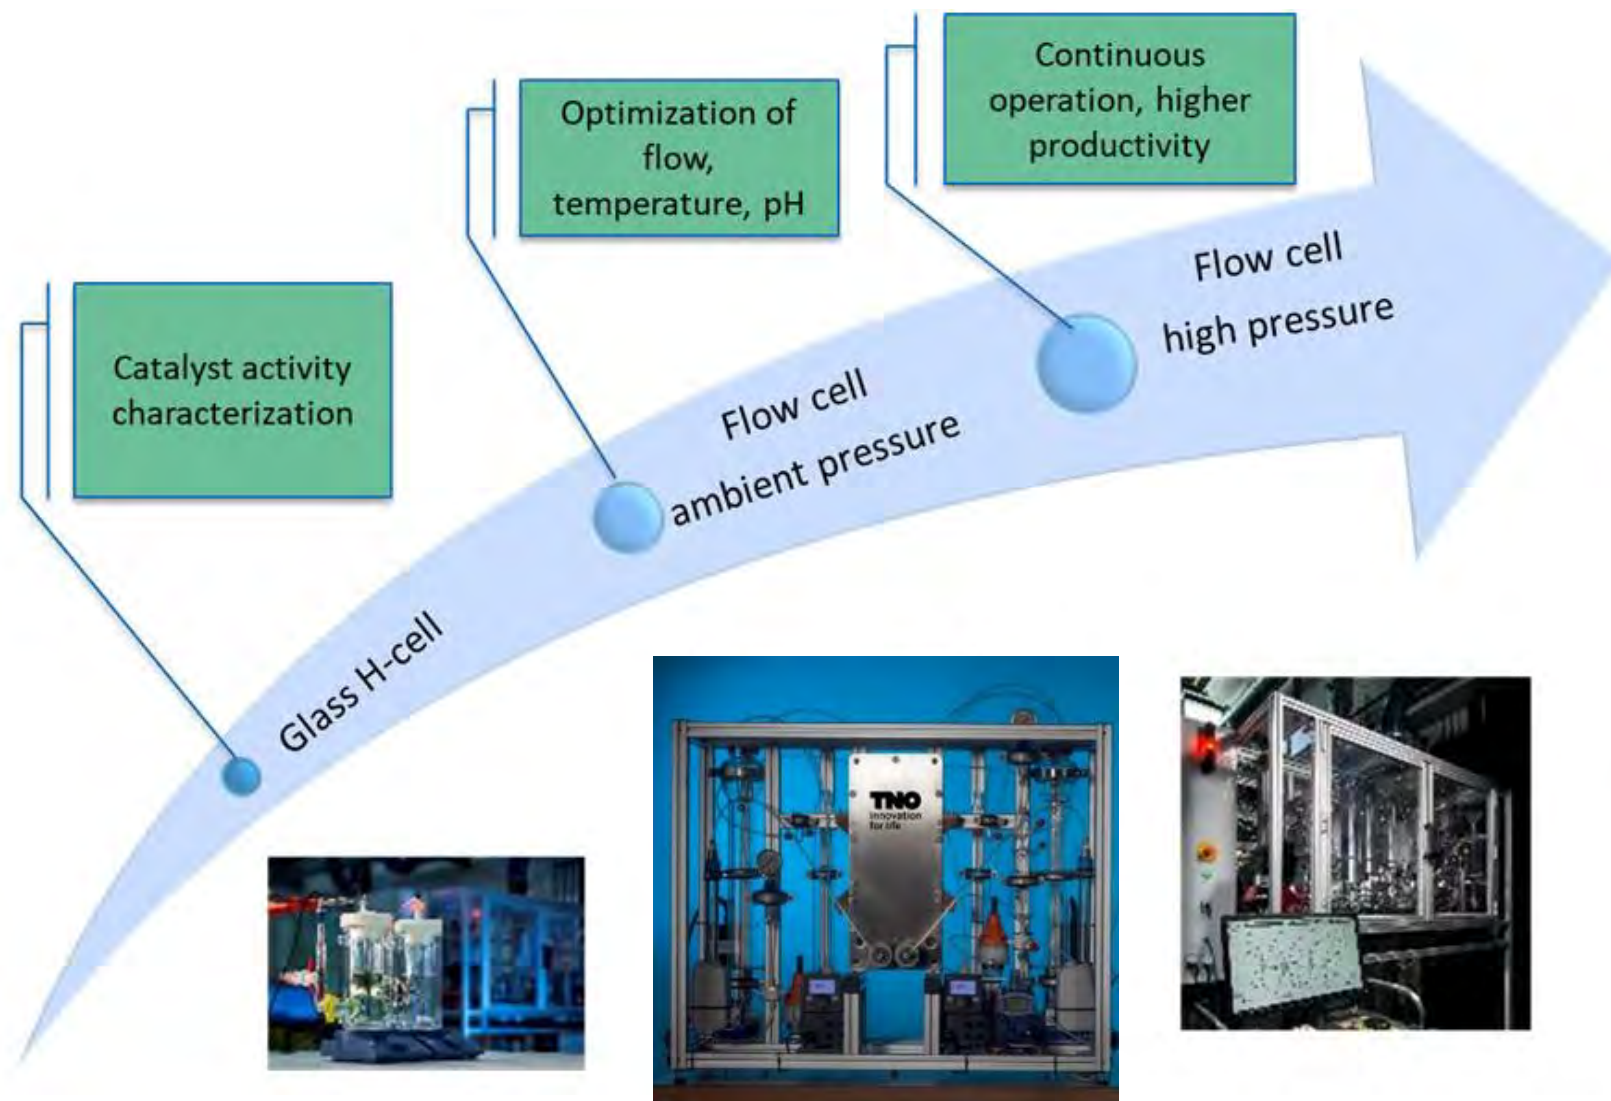 Continuous
operation, higher
productivity
Optimization of
flow,
temperature, pH
Catalyst activity
characterization
Flow cell
high pressure
Flow cell
ambient pressure
Glass H-cell
TNO
innovation
for life